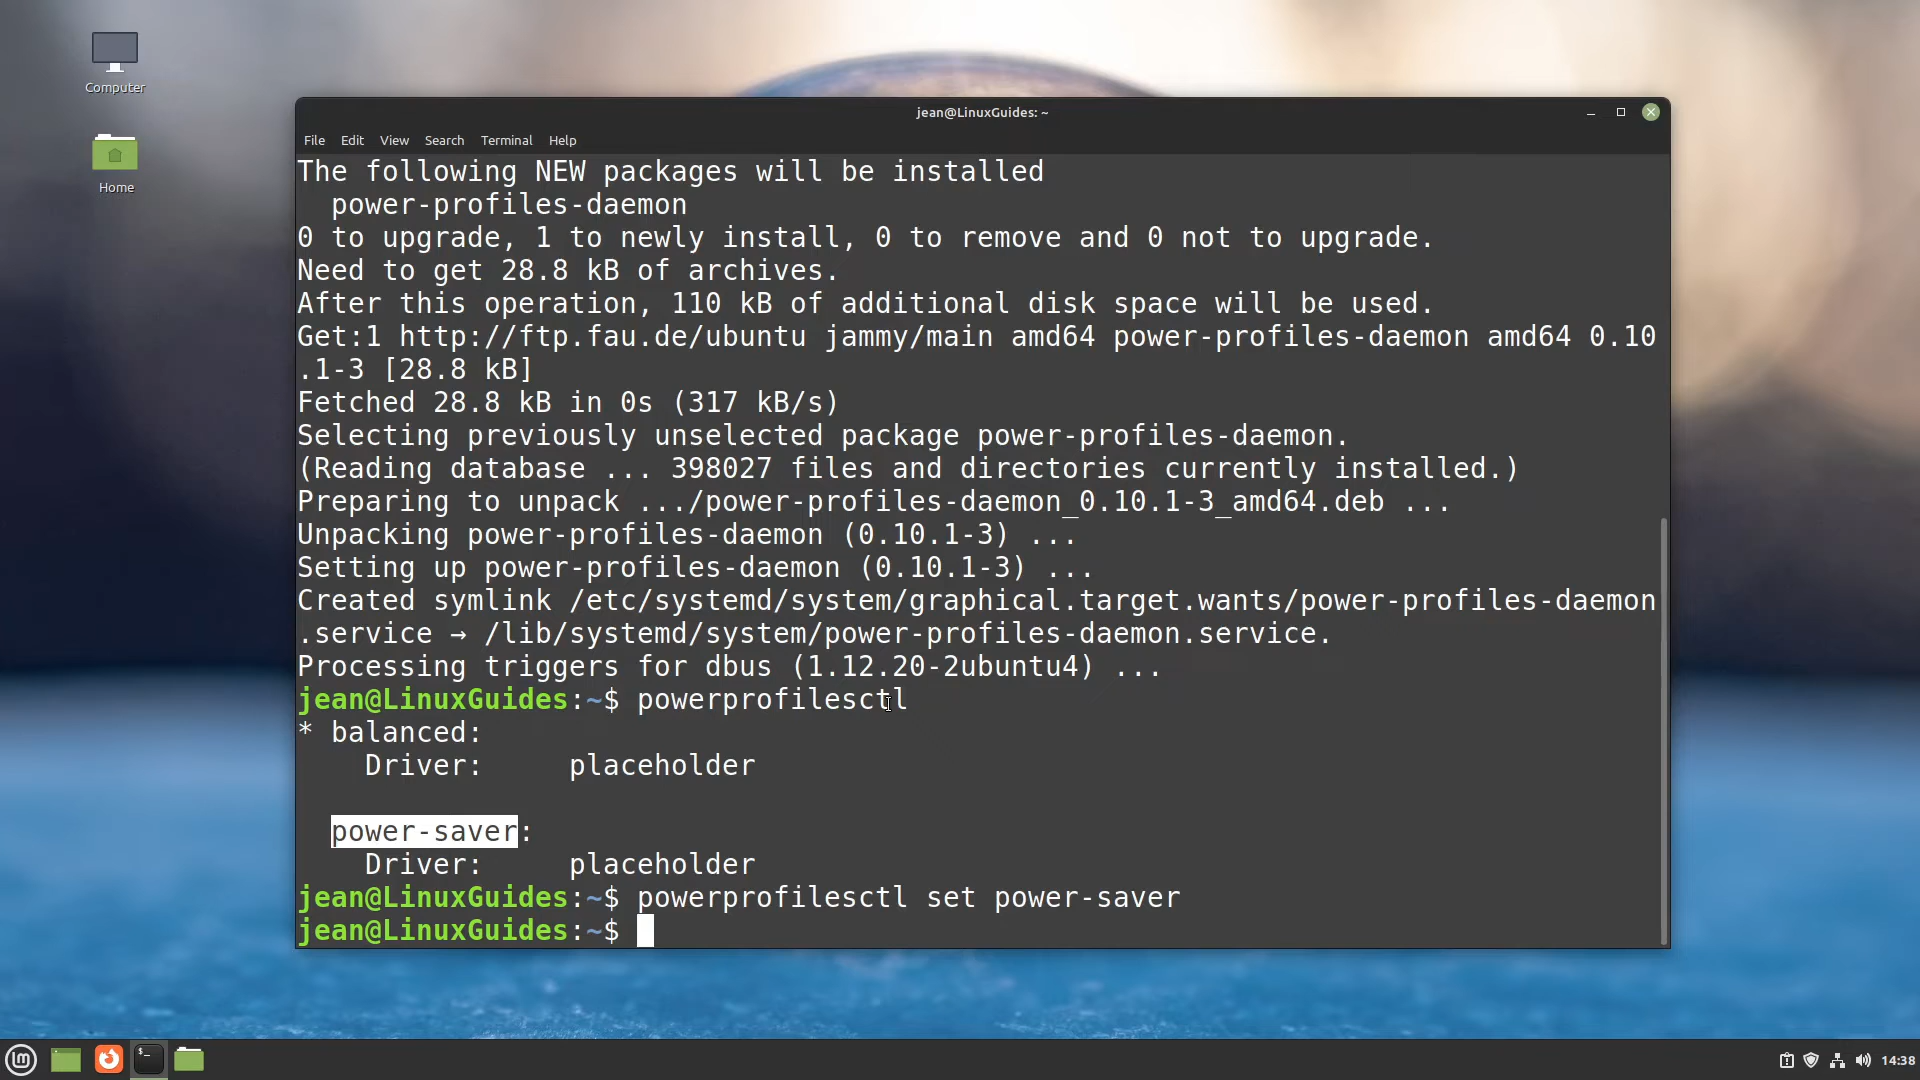 Computer
Home
jean@LinuxGuides: ~
File Edit View Search Terminal Help
The following NEW packages will be installed
power-profiles-daemon
0 to upgrade, 1 to newly install, 0 to remove and 0 not to upgrade.
Need to get 28.8 kB of archives.
After this operation, 110 kB of additional disk space will be used.
Get:1 http://ftp.fau.de/ubuntu jammy/main amd64 power-profiles-daemon amd64 0.10
.1-3 [28.8 kB]
Fetched 28.8 kB in 0s (317 kB/s)
Selecting previously unselected package power-profiles-daemon.
(Reading database ... 398027 files and directories currently installed.)
Preparing to unpack .../power-profiles-daemon_0.10.1-3_amd64.deb ...
Unpacking power-profiles-daemon (0.10.1-3) ...
Setting up power-profiles-daemon (0.10.1-3) ...
Created symlink /etc/systemd/system/graphical.target.wants/power-profiles-daemon
.service → /lib/systemd/system/power-profiles-daemon.service.
Processing triggers for dbus (1.12.20-2ubuntu4) ...
jean@LinuxGuides:~$ powerprofilesctl
* balanced:
Driver:     placeholder
power-saver:
Driver:     placeholder
jean@LinuxGuides:~$ powerprofilesctl set power-saver
jean@LinuxGuides:~$
14:38